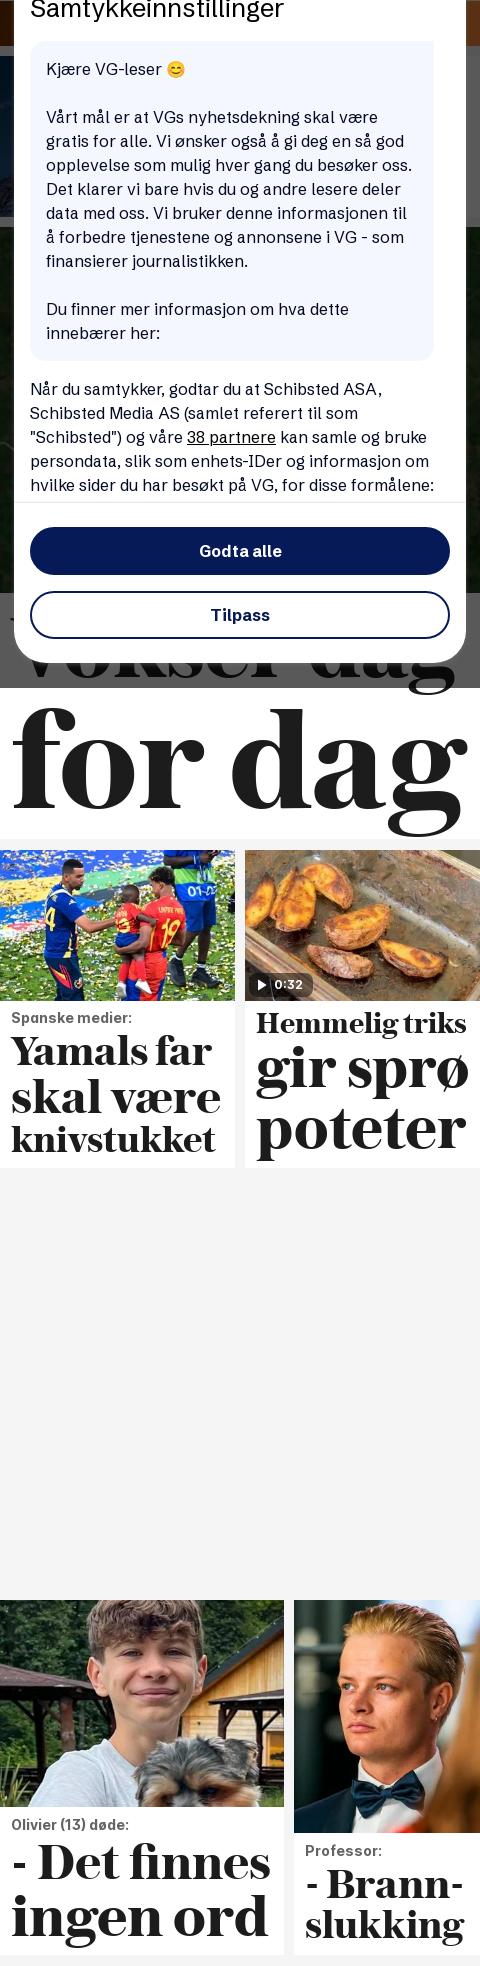 Samtykkeinnstillinger
Kjære VG-leser 😊
Vårt mål er at VGs nyhetsdekning skal være
gratis for alle. Vi ønsker også å gi deg en så god
opplevelse som mulig hver gang du besøker oss.
Det klarer vi bare hvis du og andre lesere deler
data med oss. Vi bruker denne informasjonen til
å forbedre tjenestene og annonsene i VG - som
finansierer journalistikken.
Du finner mer informasjon om hva dette
innebærer her:
Når du samtykker, godtar du at Schibsted ASA,
Schibsted Media AS (samlet referert til som
"Schibsted") og våre 38 partnere kan samle og bruke
persondata, slik som enhets-IDer og informasjon om
hvilke sider du har besøkt på VG, for disse formålene:
Godta alle
Tilpass
Vokser dag
for dag
0:32
Spanske medier:
Yamals far
skal være
knivstukket
Hemmelig triks
gir sprø
poteter
Olivier (13) døde:
- Det finnes
ingen ord
Professor:
- Brann-
slukking